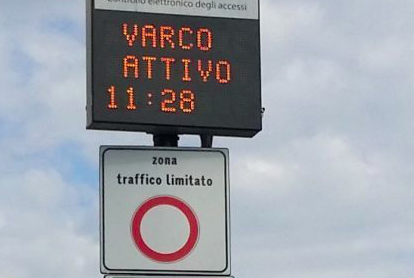 Controllo elettronico degli accessi
VARCO
ATTIVO
11:28
zona
traffico limitato